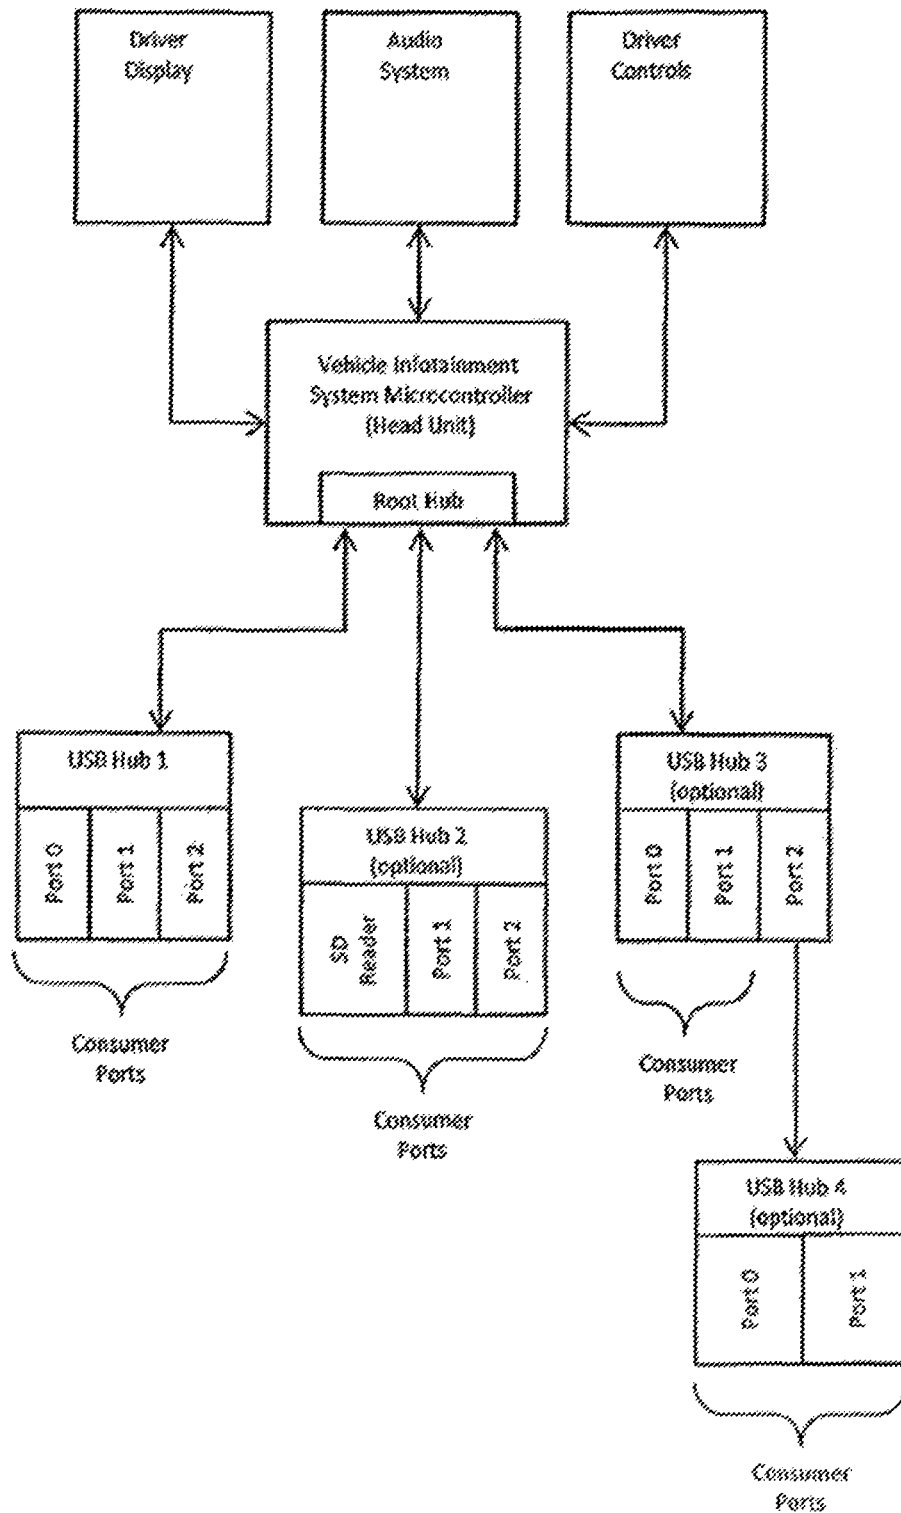 Driver
Display
Audio
System
Driver
Controls
Vehicle Infotainment
System Microcontroller
(Head Unit)
Root Hub
USB Hub 1
Port 0
Port 1
Port 2
Consumer
Ports
USB Hub 2
(optional)
SD
Reader
Port 1
Port 2
Consumer
Ports
USB Hub 3
(optional)
Port 0
Port 1
Port 2
Consumer
Ports
USB Hub 4
(optional)
Port 0
Port 1
Consumer
Ports